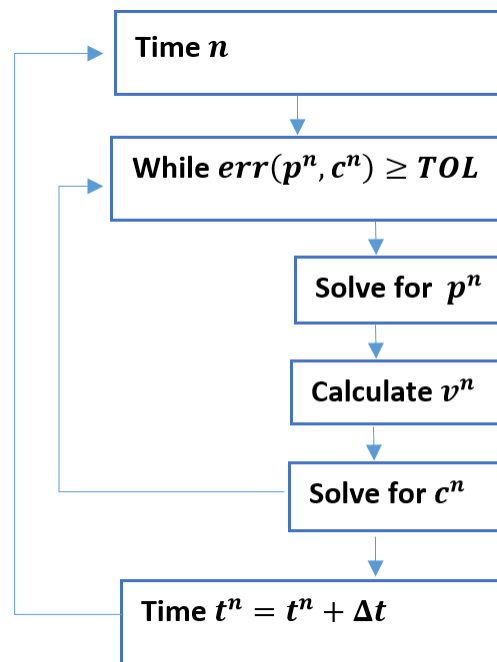 Time n
While err(pⁿ, cⁿ) ≥ TOL
Solve for pⁿ
Calculate vⁿ
Solve for cⁿ
Time tⁿ = tⁿ + Δt